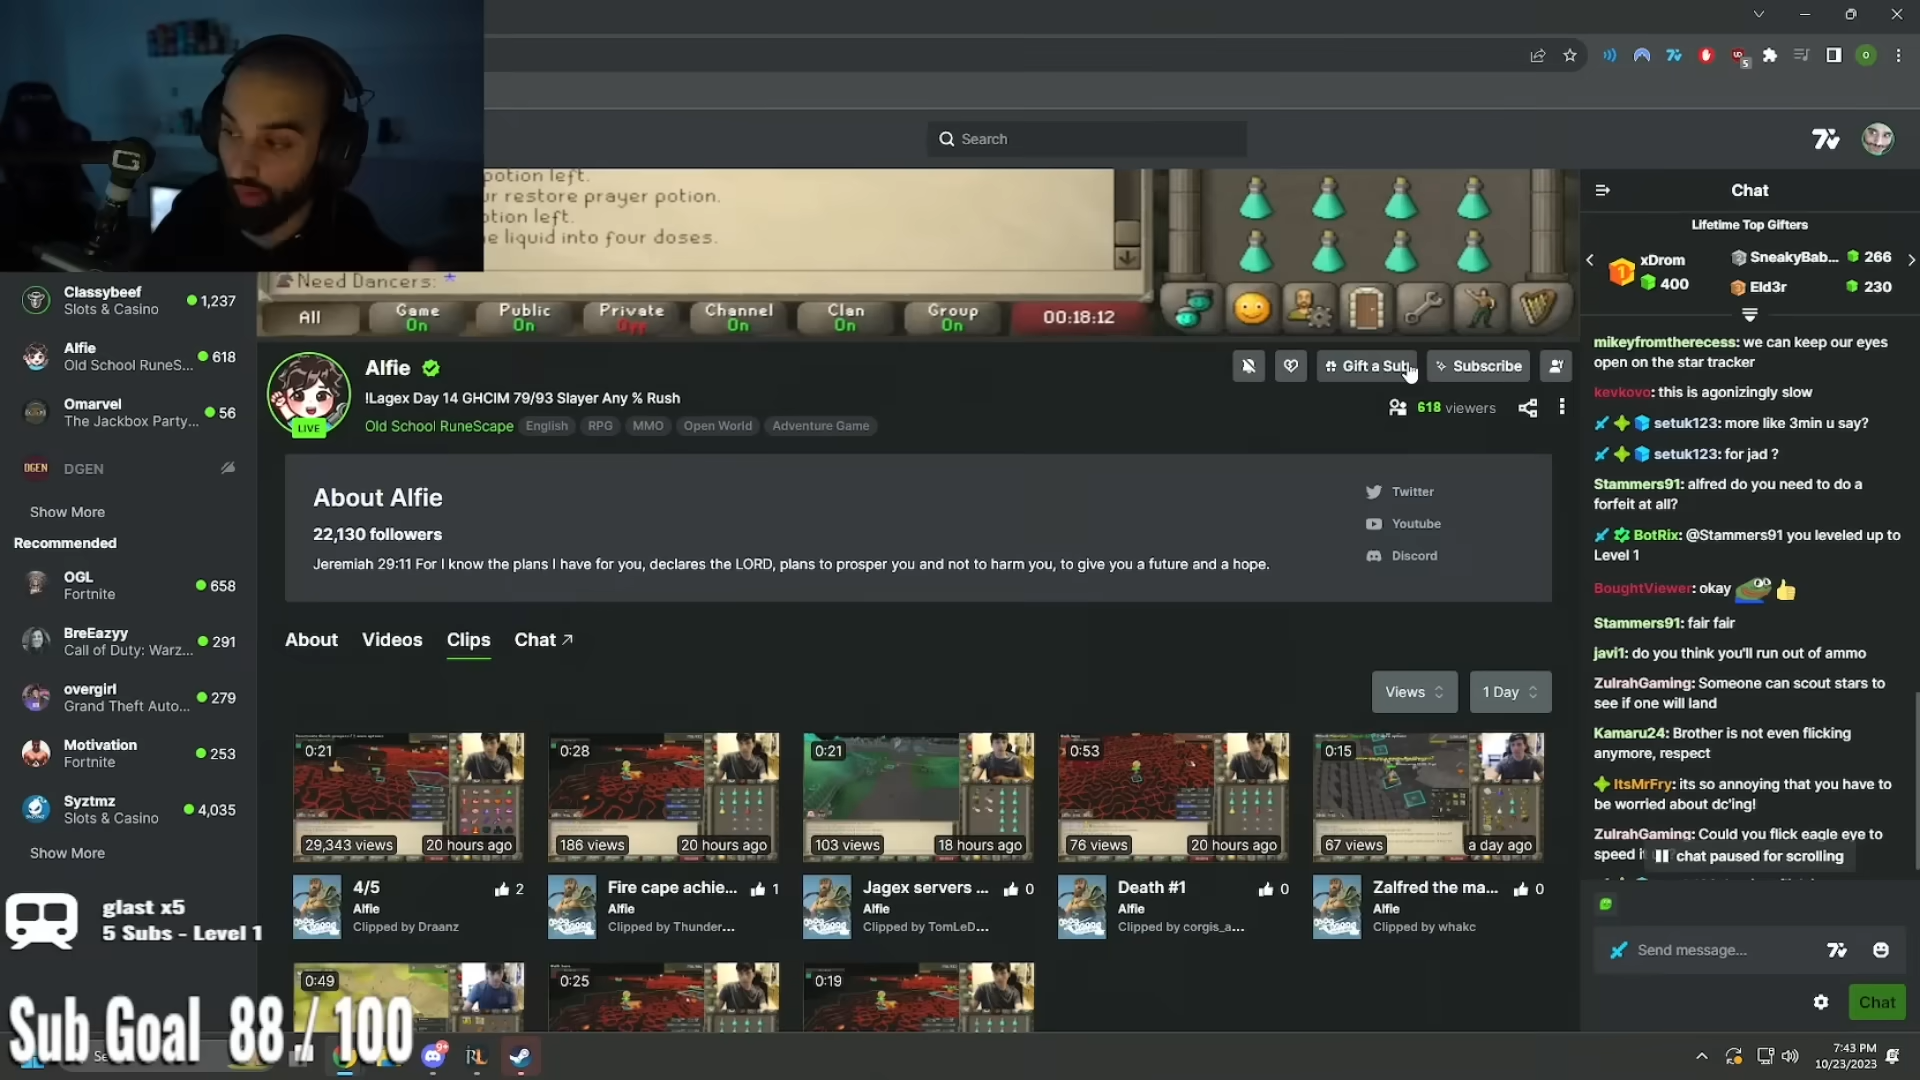 Search
potion left.
ur restore prayer potion.
otion left.
e liquid into four doses.
Need Dancers: *
All
Game
On
Public
On
Private
Off
Channel
On
Clan
On
Group
On
00:18:12
Classybeef
Slots & Casino
1,237
Alfie
Old School RuneS...
618
Omarvel
The Jackbox Party...
56
DGEN
DGEN
Show More
Recommended
OGL
Fortnite
658
BreEazyy
Call of Duty: Warz...
291
overgirl
Grand Theft Auto...
279
Motivation
Fortnite
253
Syztmz
Slots & Casino
4,035
Show More
glast x5
5 Subs - Level 1
Sub Goal 88 / 100
LIVE
Alfie
!Lagex Day 14 GHCIM 79/93 Slayer Any % Rush
Old School RuneScape English RPG MMO Open World Adventure Game
Gift a Sub
Subscribe
618 viewers
About Alfie
22,130 followers
Jeremiah 29:11 For I know the plans I have for you, declares the LORD, plans to prosper you and not to harm you, to give you a future and a hope.
Twitter
Youtube
Discord
About Videos Clips Chat
Views
1 Day
0:21
29,343 views
20 hours ago
4/5
2
Alfie
Clipped by Draanz
0:28
186 views
20 hours ago
Fire cape achie...
1
Alfie
Clipped by Thunder...
0:21
103 views
18 hours ago
Jagex servers ...
0
Alfie
Clipped by TomLeD...
0:53
76 views
20 hours ago
Death #1
0
Alfie
Clipped by corgis_a...
0:15
67 views
a day ago
Zalfred the ma...
0
Alfie
Clipped by whakc
0:49
0:25
0:19
Chat
Lifetime Top Gifters
xDrom
400
SneakyBab... 266
Eld3r 230
mikeyfromtherecess: we can keep our eyes
open on the star tracker
kevkovo: this is agonizingly slow
setuk123: more like 3min u say?
setuk123: for jad ?
Stammers91: alfred do you need to do a
forfeit at all?
BotRix: @Stammers91 you leveled up to
Level 1
BoughtViewer: okay
Stammers91: fair fair
javi1: do you think you'll run out of ammo
ZulrahGaming: Someone can scout stars to
see if one will land
Kamaru24: Brother is not even flicking
anymore, respect
ItsMrFry: its so annoying that you have to
be worried about dc'ing!
ZulrahGaming: Could you flick eagle eye to
speed i
chat paused for scrolling
Send message...
Chat
7:43 PM
10/23/2023